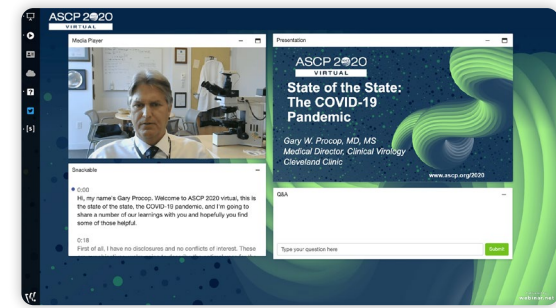 ASCP 2020
VIRTUAL
Media Player
Presentation
ASCP 2020
VIRTUAL
State of the State:
The COVID-19
Pandemic
Gary W. Procop, MD, MS
Medical Director, Clinical Virology
Cleveland Clinic
www.ascp.org/2020
Snackable
0:00
Hi, my name's Gary Procop. Welcome to ASCP 2020 virtual, this is
the state of the state, the COVID-19 pandemic, and I'm going to
share a number of our learnings with you and hopefully you find
some of those helpful.
0:18
First of all, I have no disclosures and no conflicts of interest. These
Q&A
Type your question here
Submit
[s]
webinar.net